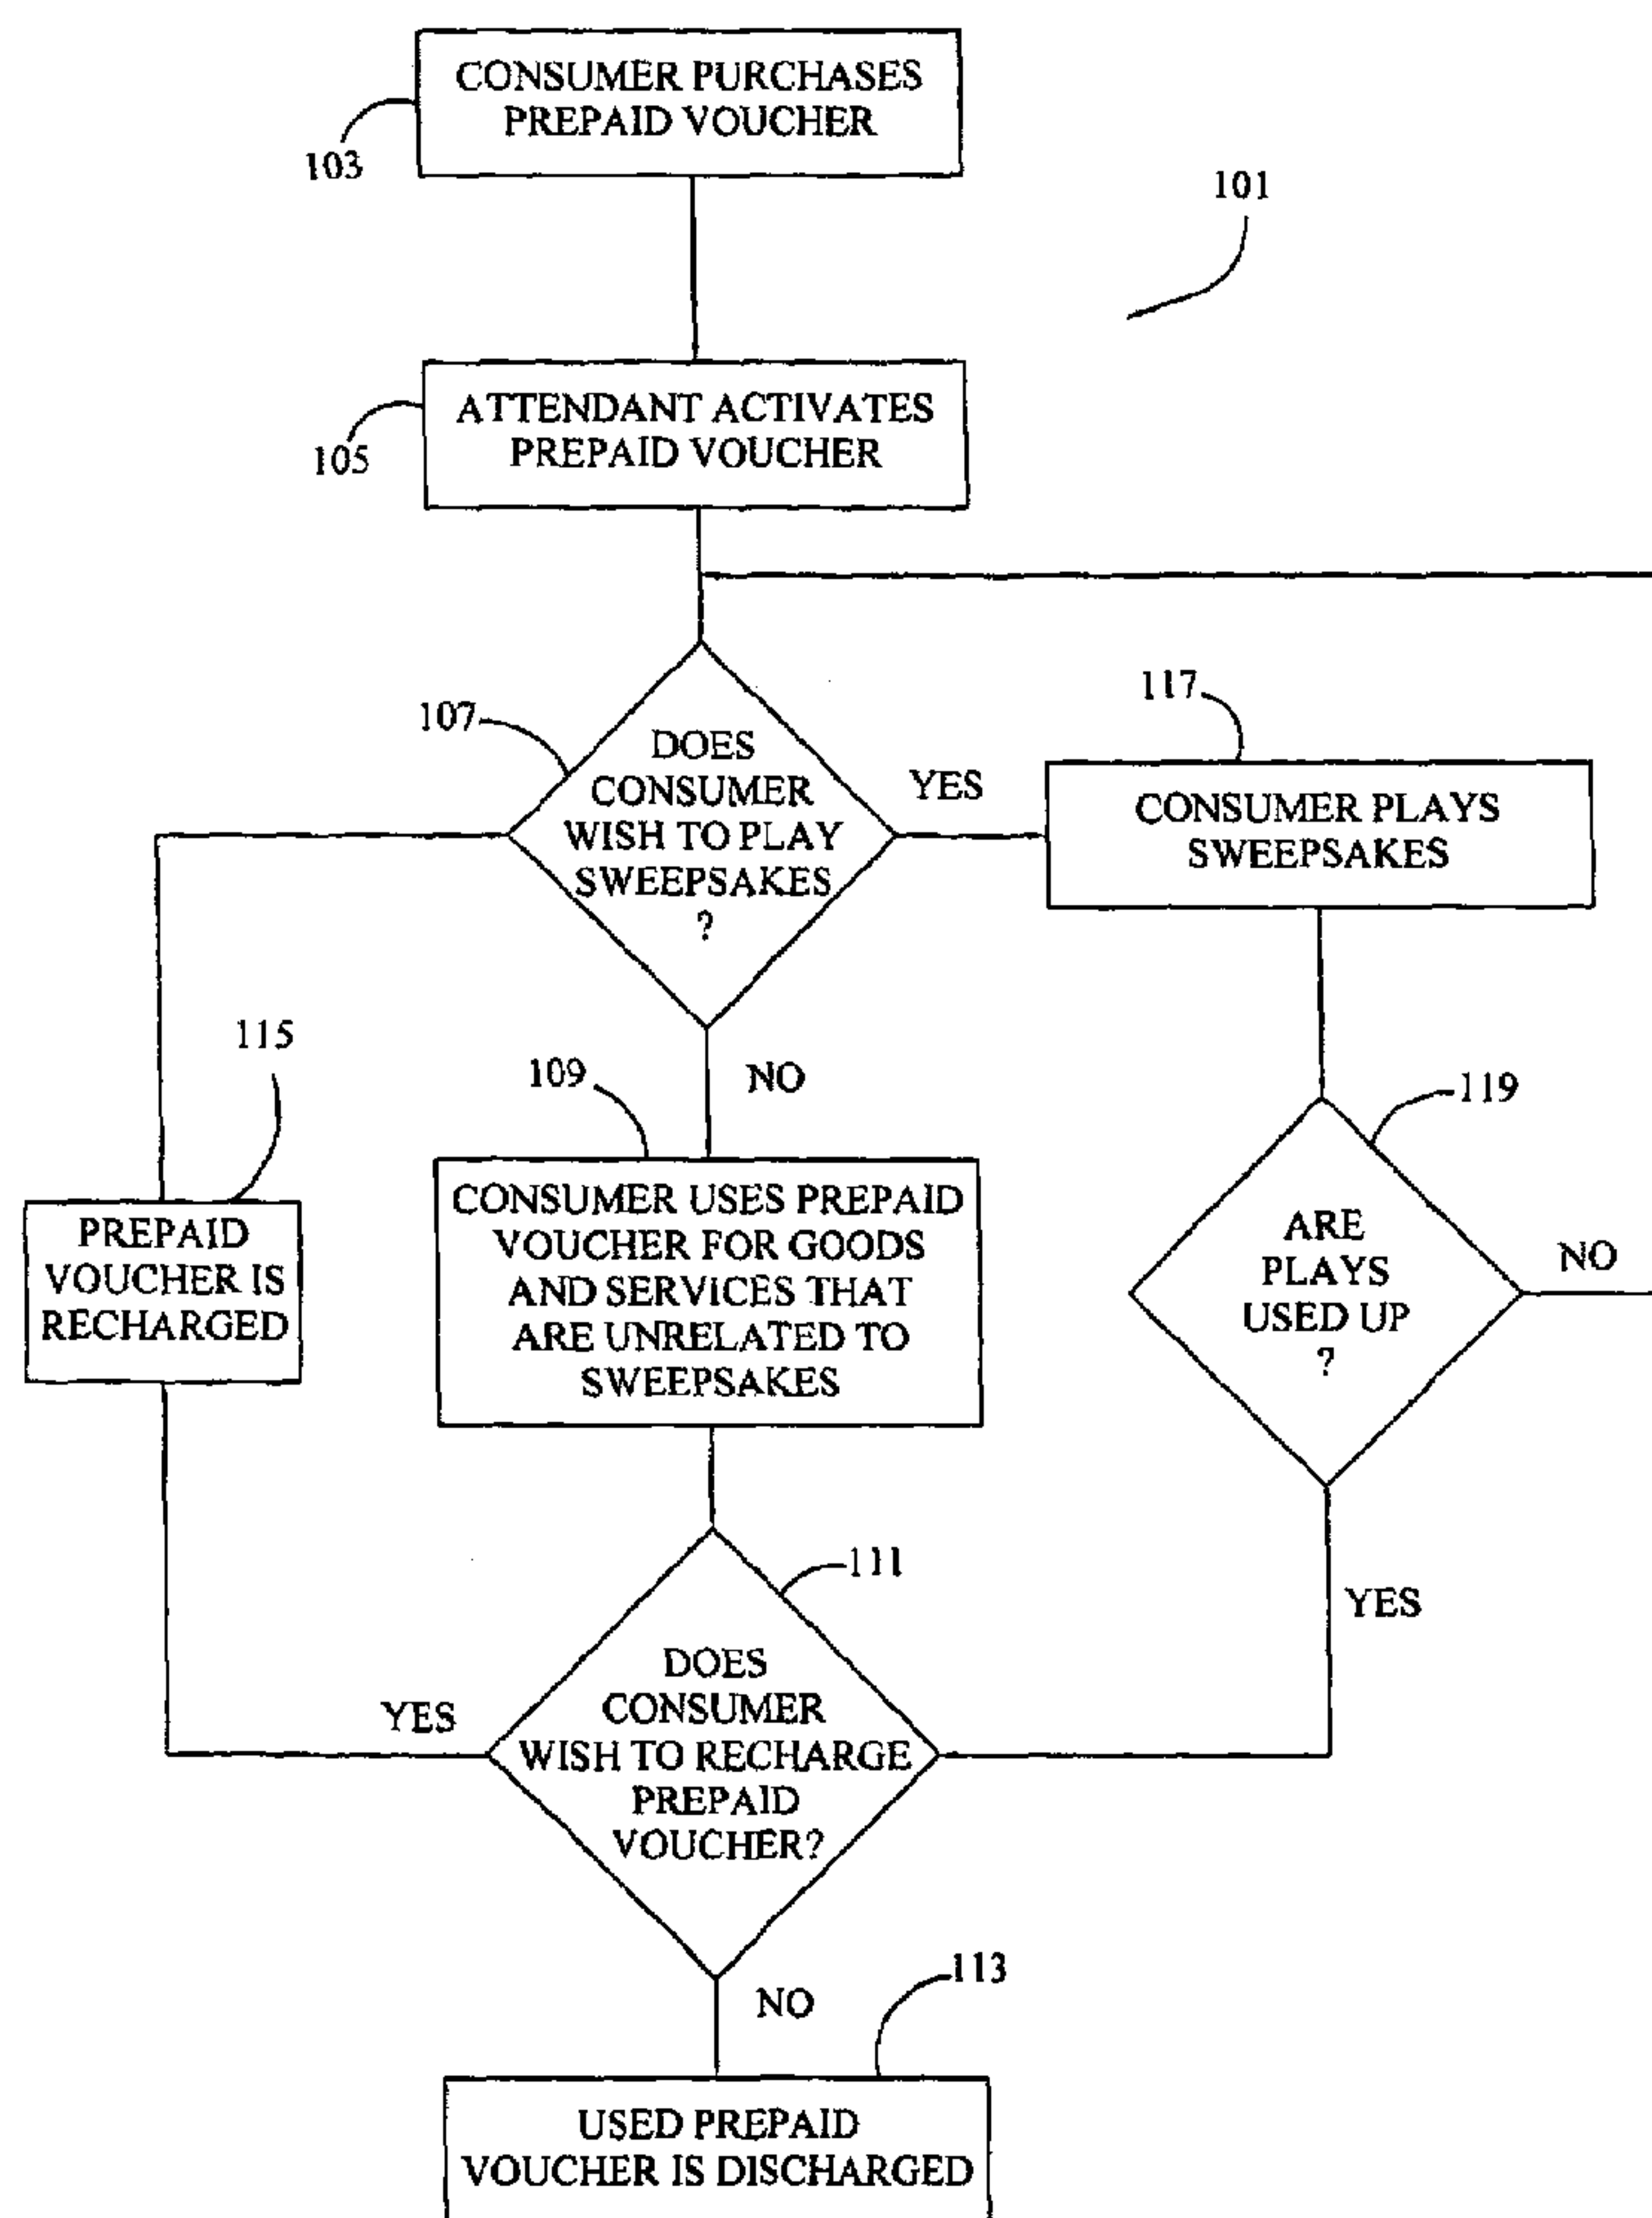 CONSUMER PURCHASES
PREPAID VOUCHER
103
101
ATTENDANT ACTIVATES
PREPAID VOUCHER
105
107
DOES
CONSUMER
WISH TO PLAY
SWEEPSAKES
?
YES
117
CONSUMER PLAYS
SWEEPSAKES
115
109
NO
119
PREPAID
VOUCHER IS
RECHARGED
CONSUMER USES PREPAID
VOUCHER FOR GOODS
AND SERVICES THAT
ARE UNRELATED TO
SWEEPSAKES
ARE
PLAYS
USED UP
?
NO
111
YES
DOES
CONSUMER
WISH TO RECHARGE
PREPAID
VOUCHER?
YES
NO
113
USED PREPAID
VOUCHER IS DISCHARGED